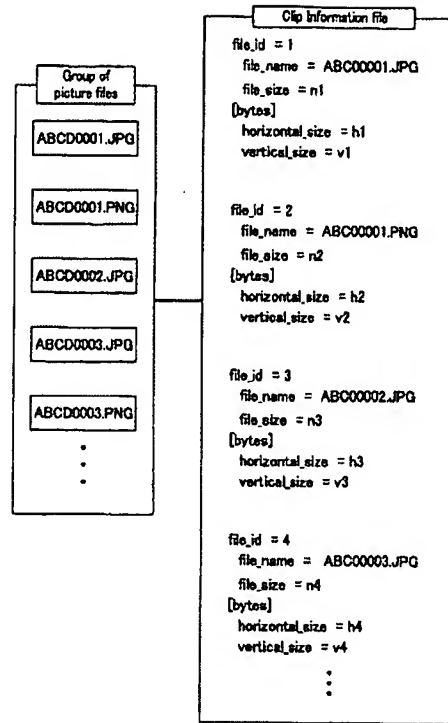 Group of
picture files
ABCD0001.JPG
ABCD0001.PNG
ABCD0002.JPG
ABCD0003.JPG
ABCD0003.PNG
Clip Information file
file_id = 1
file_name = ABC00001.JPG
file_size = n1
[bytes]
horizontal_size = h1
vertical_size = v1
file_id = 2
file_name = ABC00001.PNG
file_size = n2
[bytes]
horizontal_size = h2
vertical_size = v2
file_id = 3
file_name = ABC00002.JPG
file_size = n3
[bytes]
horizontal_size = h3
vertical_size = v3
file_id = 4
file_name = ABC00003.JPG
file_size = n4
[bytes]
horizontal_size = h4
vertical_size = v4